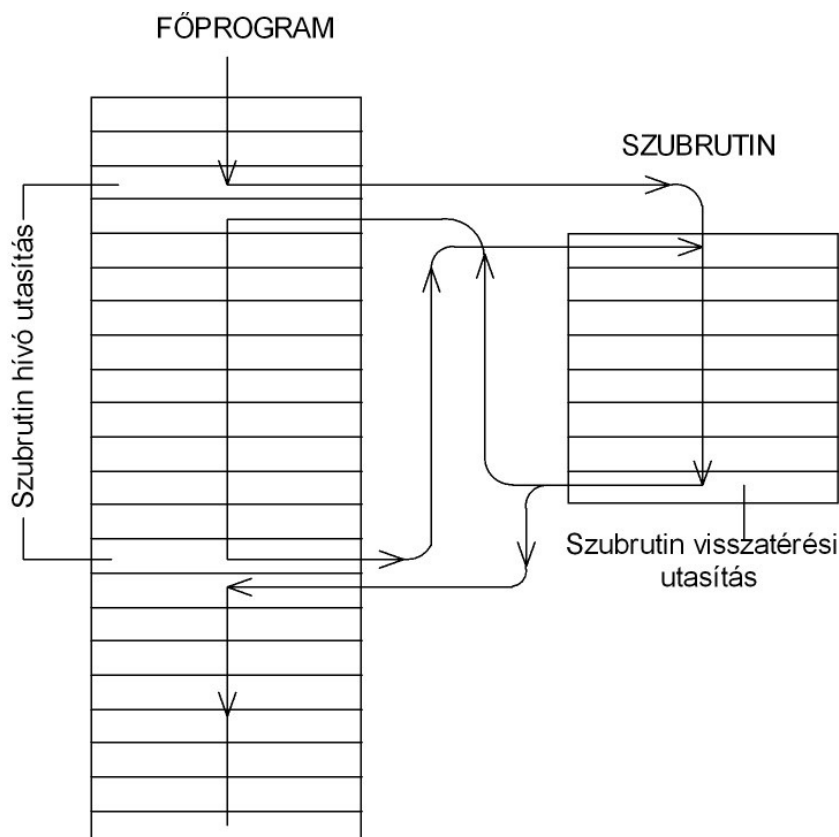 FŐPROGRAM
SZUBRUTIN
Szubrutin hívó utasítás
Szubrutin visszatérési
utasítás